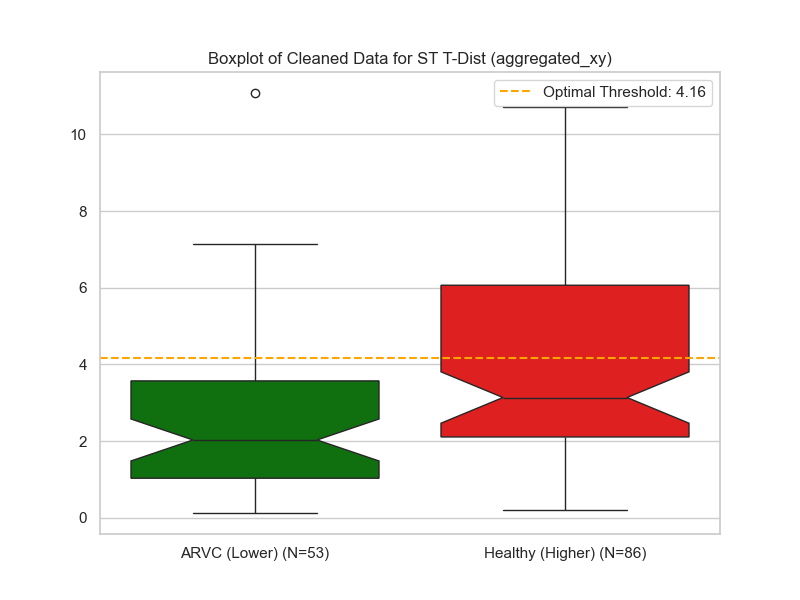 Boxplot of Cleaned Data for ST T-Dist (aggregated_xy)
Optimal Threshold: 4.16
10
8
6
4
2
0
ARVC (Lower) (N=53)
Healthy (Higher) (N=86)